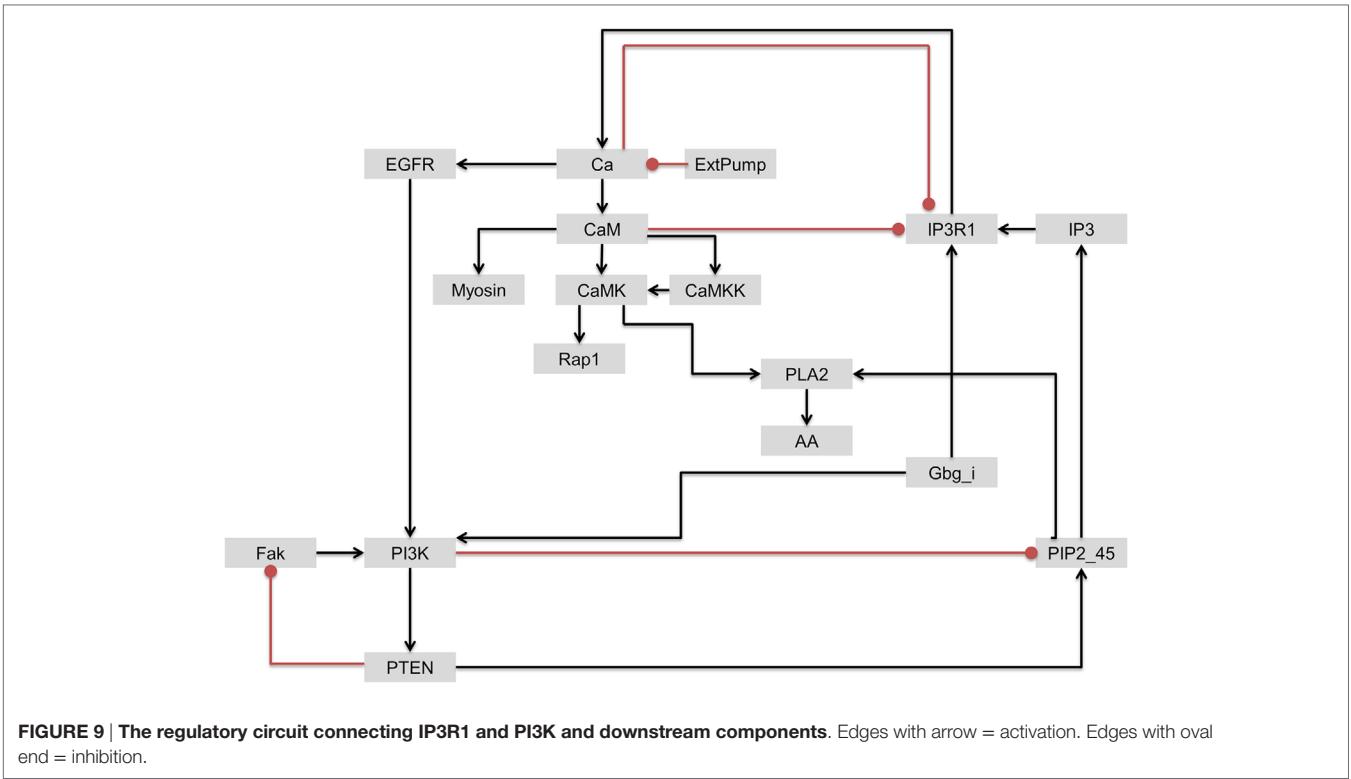 EGFR
Ca
ExtPump
CaM
IP3R1
IP3
Myosin
CaMK
CaMKK
Rap1
PLA2
AA
Gbg_i
Fak
PI3K
PIP2_45
PTEN
FIGURE 9 | The regulatory circuit connecting IP3R1 and PI3K and downstream components. Edges with arrow = activation. Edges with oval
end = inhibition.